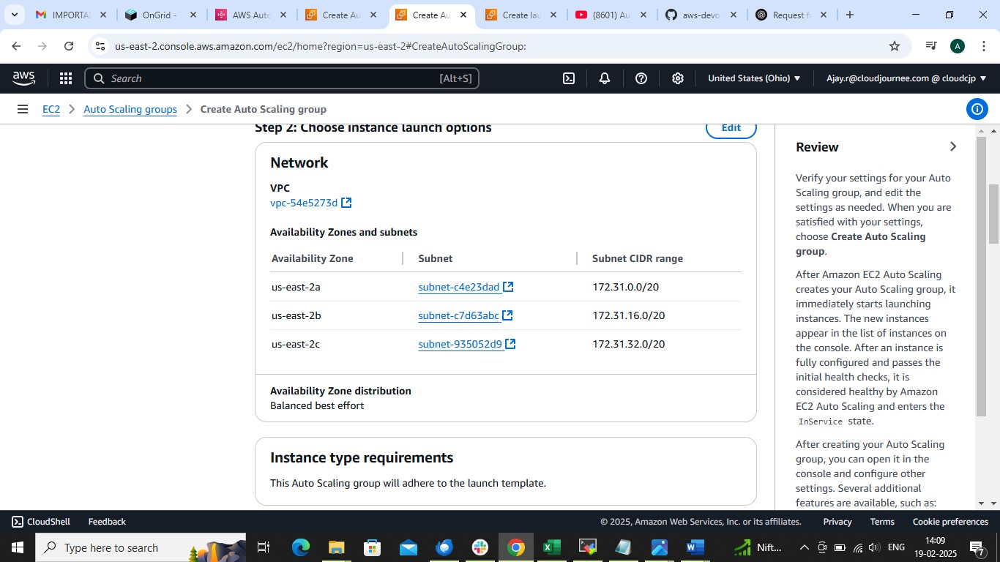 IMPORTA
OnGrid -
AWS Auto
Create Au
Create Au
Create lau
(8601) Au
aws-devo
Request f
us-east-2.console.aws.amazon.com/ec2/home?region=us-east-2#CreateAutoScalingGroup:
A
aws
Search
[Alt+S]
United States (Ohio)
Ajay.r@cloudjournee.com @ cloudcjp
EC2
Auto Scaling groups
Create Auto Scaling group
Step 2: Choose instance launch options
Edit
Network
VPC
vpc-54e5273d
Availability Zones and subnets
Availability Zone Subnet Subnet CIDR range
us-east-2a subnet-c4e23dad 172.31.0.0/20
us-east-2b subnet-c7d63abc 172.31.16.0/20
us-east-2c subnet-935052d9 172.31.32.0/20
Availability Zone distribution
Balanced best effort
Instance type requirements
This Auto Scaling group will adhere to the launch template.
Review
Verify your settings for your Auto
Scaling group, and edit the
settings as needed. When you are
satisfied with your settings,
choose Create Auto Scaling
group.
After Amazon EC2 Auto Scaling
creates your Auto Scaling group, it
immediately starts launching
instances. The new instances
appear in the list of instances on
the console. After an instance is
fully configured and passes the
initial health checks, it is
considered healthy by Amazon
EC2 Auto Scaling and enters the
InService state.
After creating your Auto Scaling
group, you can open it in the
console and configure other
settings. Several additional
features are available, such as:
CloudShell
Feedback
© 2025, Amazon Web Services, Inc. or its affiliates.
Privacy
Terms
Cookie preferences
Type here to search
Nift...
ENG
14:09
19-02-2025
7